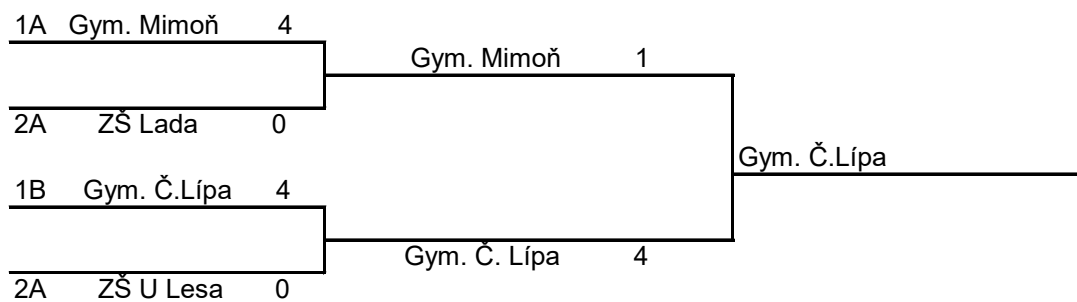 1A Gym. Mimoň 4
Gym. Mimoň 1
2A ZŠ Lada 0
Gym. Č.Lípa
1B Gym. Č.Lípa 4
Gym. Č. Lípa 4
2A ZŠ U Lesa 0